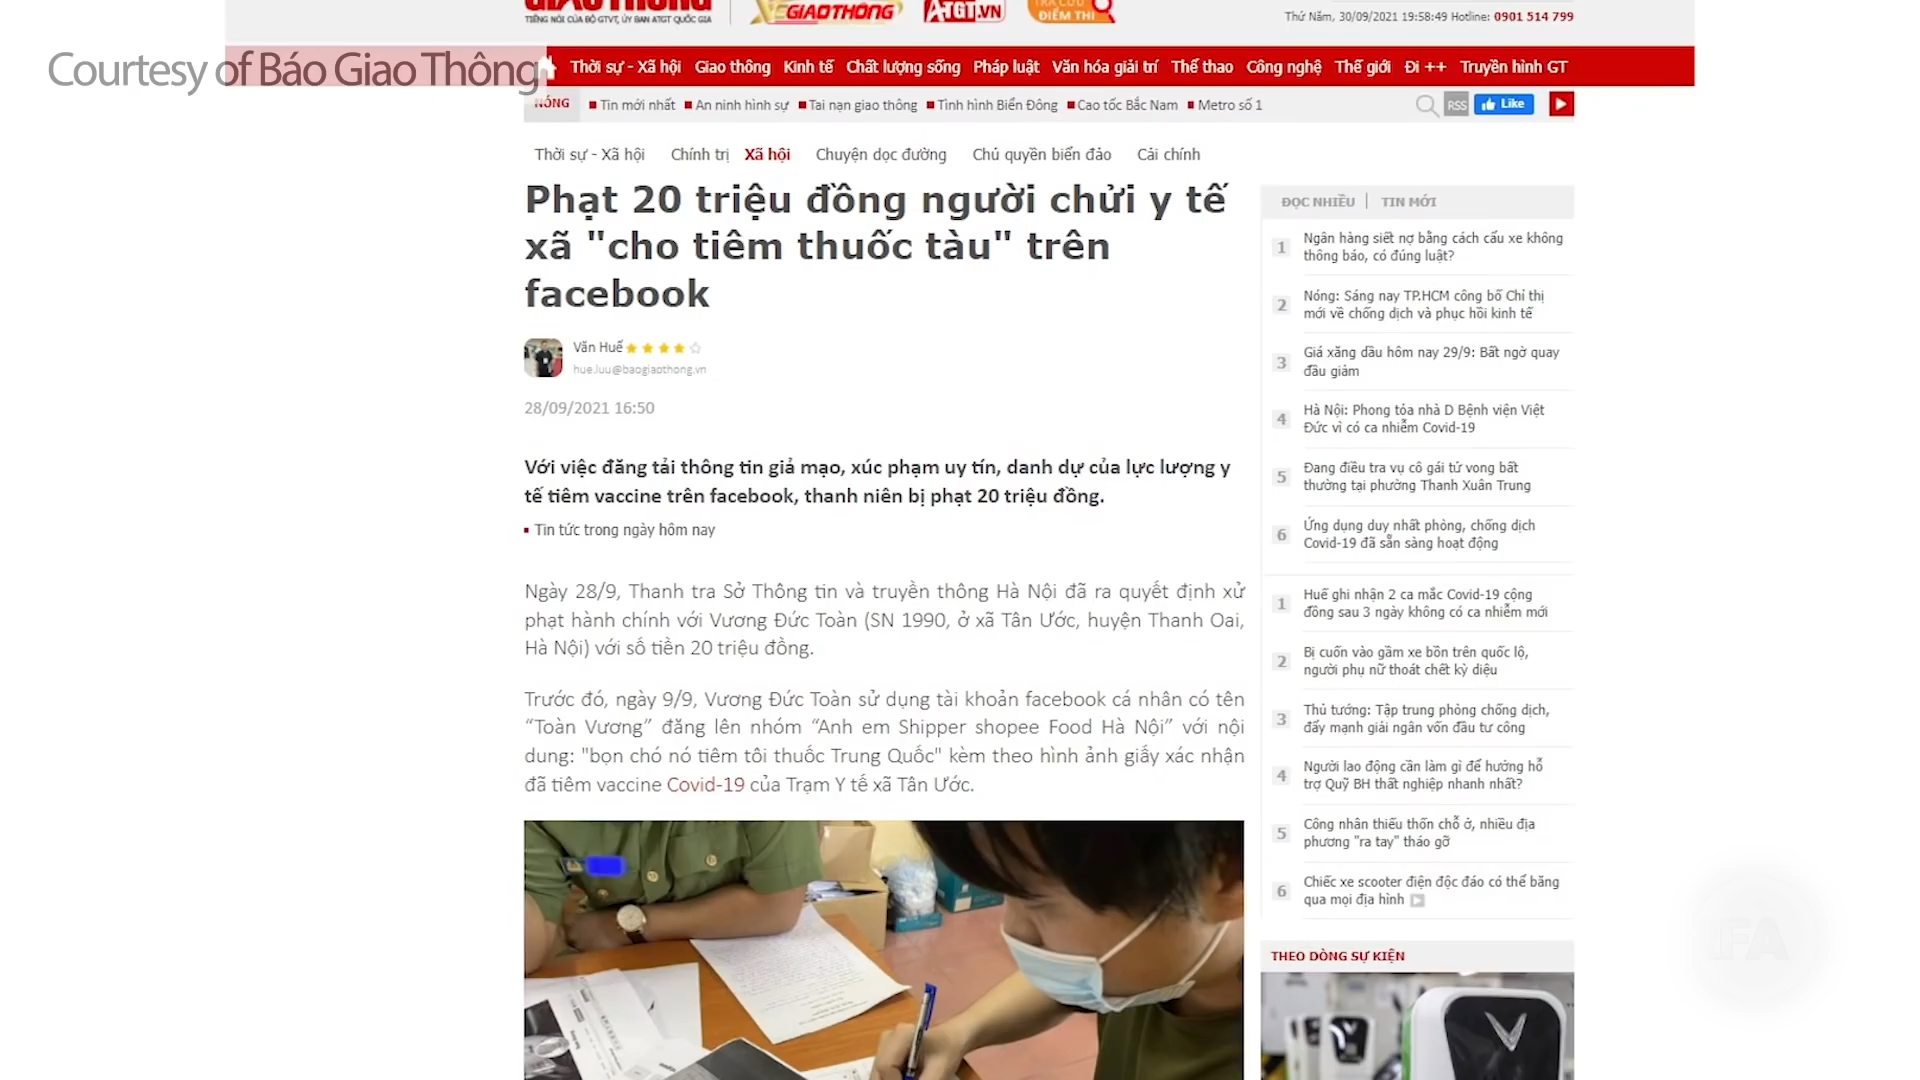 GIAO THÔNG
TIẾNG NÓI CỦA BỘ GTVT, ỦY BAN ATGT QUỐC GIA
XEGIAOTHONG
ATGT.VN
TRA CỨU
ĐIỂM THI
Thứ Năm, 30/09/2021 19:58:49 Hotline: 0901 514 799
Courtesy of Báo Giao Thông
Thời sự - Xã hội Giao thông Kinh tế Chất lượng sống Pháp luật Văn hóa giải trí Thể thao Công nghệ Thế giới Đi ++ Truyền hình GT
NÓNG Tin mới nhất An ninh hình sự Tai nạn giao thông Tình hình Biển Đông Cao tốc Bắc Nam Metro số 1
RSS Like
Thời sự - Xã hội Chính trị Xã hội Chuyện dọc đường Chủ quyền biển đảo Cải chính
Phạt 20 triệu đồng người chửi y tế
xã "cho tiêm thuốc tàu" trên
facebook
Văn Huế
hue.luu@baogiaothong.vn
28/09/2021 16:50
Với việc đăng tải thông tin giả mạo, xúc phạm uy tín, danh dự của lực lượng y
tế tiêm vaccine trên facebook, thanh niên bị phạt 20 triệu đồng.
Tin tức trong ngày hôm nay
Ngày 28/9, Thanh tra Sở Thông tin và truyền thông Hà Nội đã ra quyết định xử
phạt hành chính với Vương Đức Toàn (SN 1990, ở xã Tân Ước, huyện Thanh Oai,
Hà Nội) với số tiền 20 triệu đồng.
Trước đó, ngày 9/9, Vương Đức Toàn sử dụng tài khoản facebook cá nhân có tên
“Toàn Vương” đăng lên nhóm “Anh em Shipper shopee Food Hà Nội” với nội
dung: "bọn chó nó tiêm tôi thuốc Trung Quốc" kèm theo hình ảnh giấy xác nhận
đã tiêm vaccine Covid-19 của Trạm Y tế xã Tân Ước.
ĐỌC NHIỀU | TIN MỚI
1 Ngân hàng siết nợ bằng cách cẩu xe không
thông báo, có đúng luật?
2 Nóng: Sáng nay TP.HCM công bố Chỉ thị
mới về chống dịch và phục hồi kinh tế
3 Giá xăng dầu hôm nay 29/9: Bất ngờ quay
đầu giảm
4 Hà Nội: Phong tỏa nhà D Bệnh viện Việt
Đức vì có ca nhiễm Covid-19
5 Đang điều tra vụ cô gái tử vong bất
thường tại phường Thanh Xuân Trung
6 Ứng dụng duy nhất phòng, chống dịch
Covid-19 đã sẵn sàng hoạt động
1 Huế ghi nhận 2 ca mắc Covid-19 cộng
đồng sau 3 ngày không có ca nhiễm mới
2 Bị cuốn vào gầm xe bồn trên quốc lộ,
người phụ nữ thoát chết kỳ diệu
3 Thủ tướng: Tập trung phòng chống dịch,
đẩy mạnh giải ngân vốn đầu tư công
4 Người lao động cần làm gì để hưởng hỗ
trợ Quỹ BH thất nghiệp nhanh nhất?
5 Công nhân thiếu thốn chỗ ở, nhiều địa
phương "ra tay" tháo gỡ
6 Chiếc xe scooter điện độc đáo có thể băng
qua mọi địa hình
THEO DÒNG SỰ KIỆN
FA